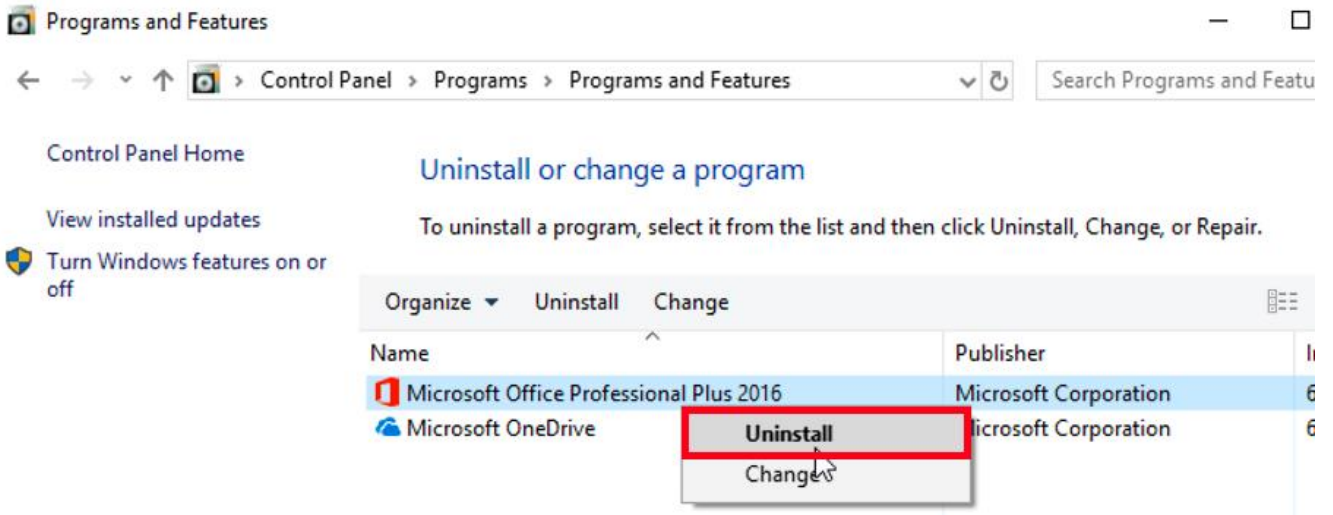 Programs and Features
Control Panel > Programs > Programs and Features
Search Programs and Featu
Control Panel Home
Uninstall or change a program
View installed updates
To uninstall a program, select it from the list and then click Uninstall, Change, or Repair.
Turn Windows features on or
off
Organize Uninstall Change
Name Publisher
Microsoft Office Professional Plus 2016 Microsoft Corporation 6
Microsoft OneDrive icrosoft Corporation 6
Uninstall
Change